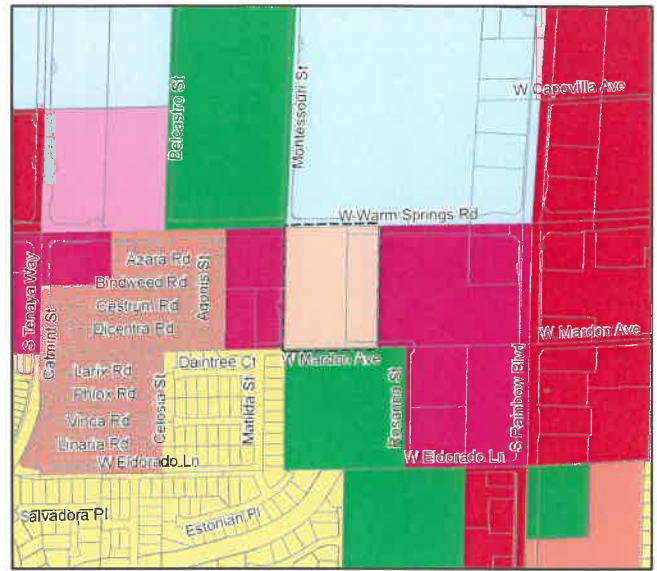 W Capovilla Ave
Belcastro St
Montessouri St
W Warm Springs Rd
S Tenaya Way
Azara Rd
Bindweed Rd
Cestrum Rd
Dicentra Rd
Agonis St
Catmint St
W Mardon Ave
W Mardon Ave
Larix Rd
Phlox Rd
Vinca Rd
Linaria Rd
W Eldorado Ln
Celosia St
Daintree Ct
Matilda St
Rosanna St
S Rainbow Blvd
W Eldorado Ln
Salvadora Pl
Estonian Pl